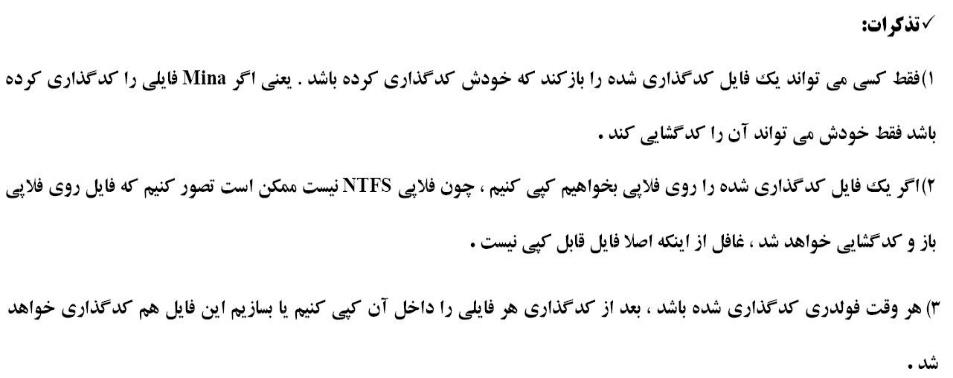 ✓ تذکرات:
۱)فقط کسی می تواند یک فایل کدگذاری شده را بازکند که خودش کدگذاری کرده باشد . یعنی اگر Mina فایلی را کدگذاری کرده
باشد فقط خودش می تواند آن را کدگشایی کند .
۲)اگر یک فایل کدگذاری شده را روی فلاپی بخواهیم کپی کنیم ، چون فلاپی NTFS نیست ممکن است تصور کنیم که فایل روی فلاپی
باز و کدگشایی خواهد شد ، غافل از اینکه اصلا فایل قابل کپی نیست .
۳) هر وقت فولدری کدگذاری شده باشد ، بعد از کدگذاری هر فایلی را داخل آن کپی کنیم یا بسازیم این فایل هم کدگذاری خواهد
شد .